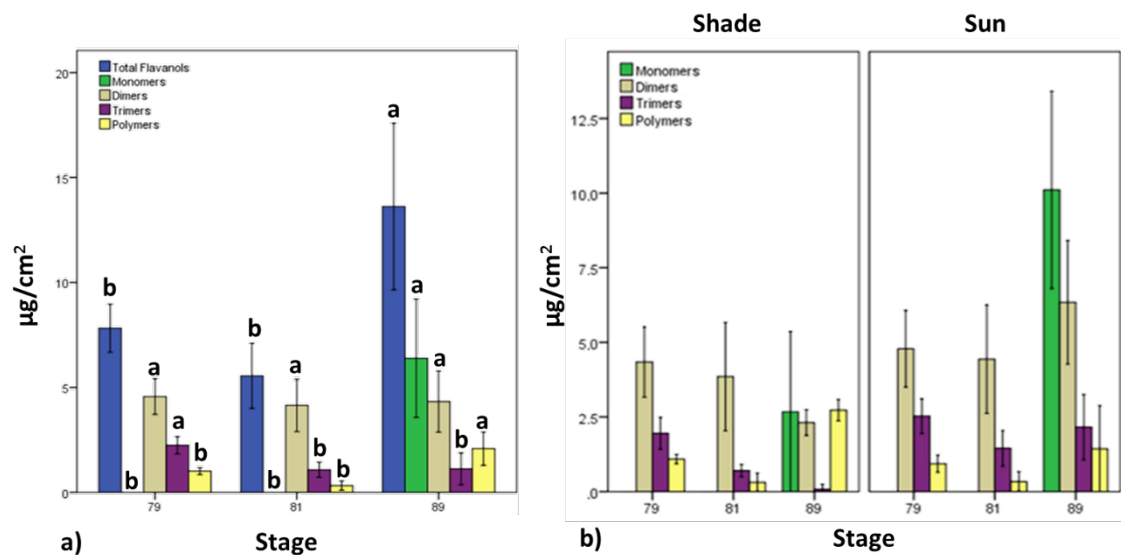 Shade Sun
Total Flavanols
Monomers
Dimers
Trimers
Polymers
20
15
10
5
0
µg/cm²
b b a a b
b b a b b
a a a b a
79 81 89
a) Stage
Monomers
Dimers
Trimers
Polymers
12.5
10.0
7.5
5.0
2.5
.0
µg/cm²
79 81 89 79 81 89
b) Stage